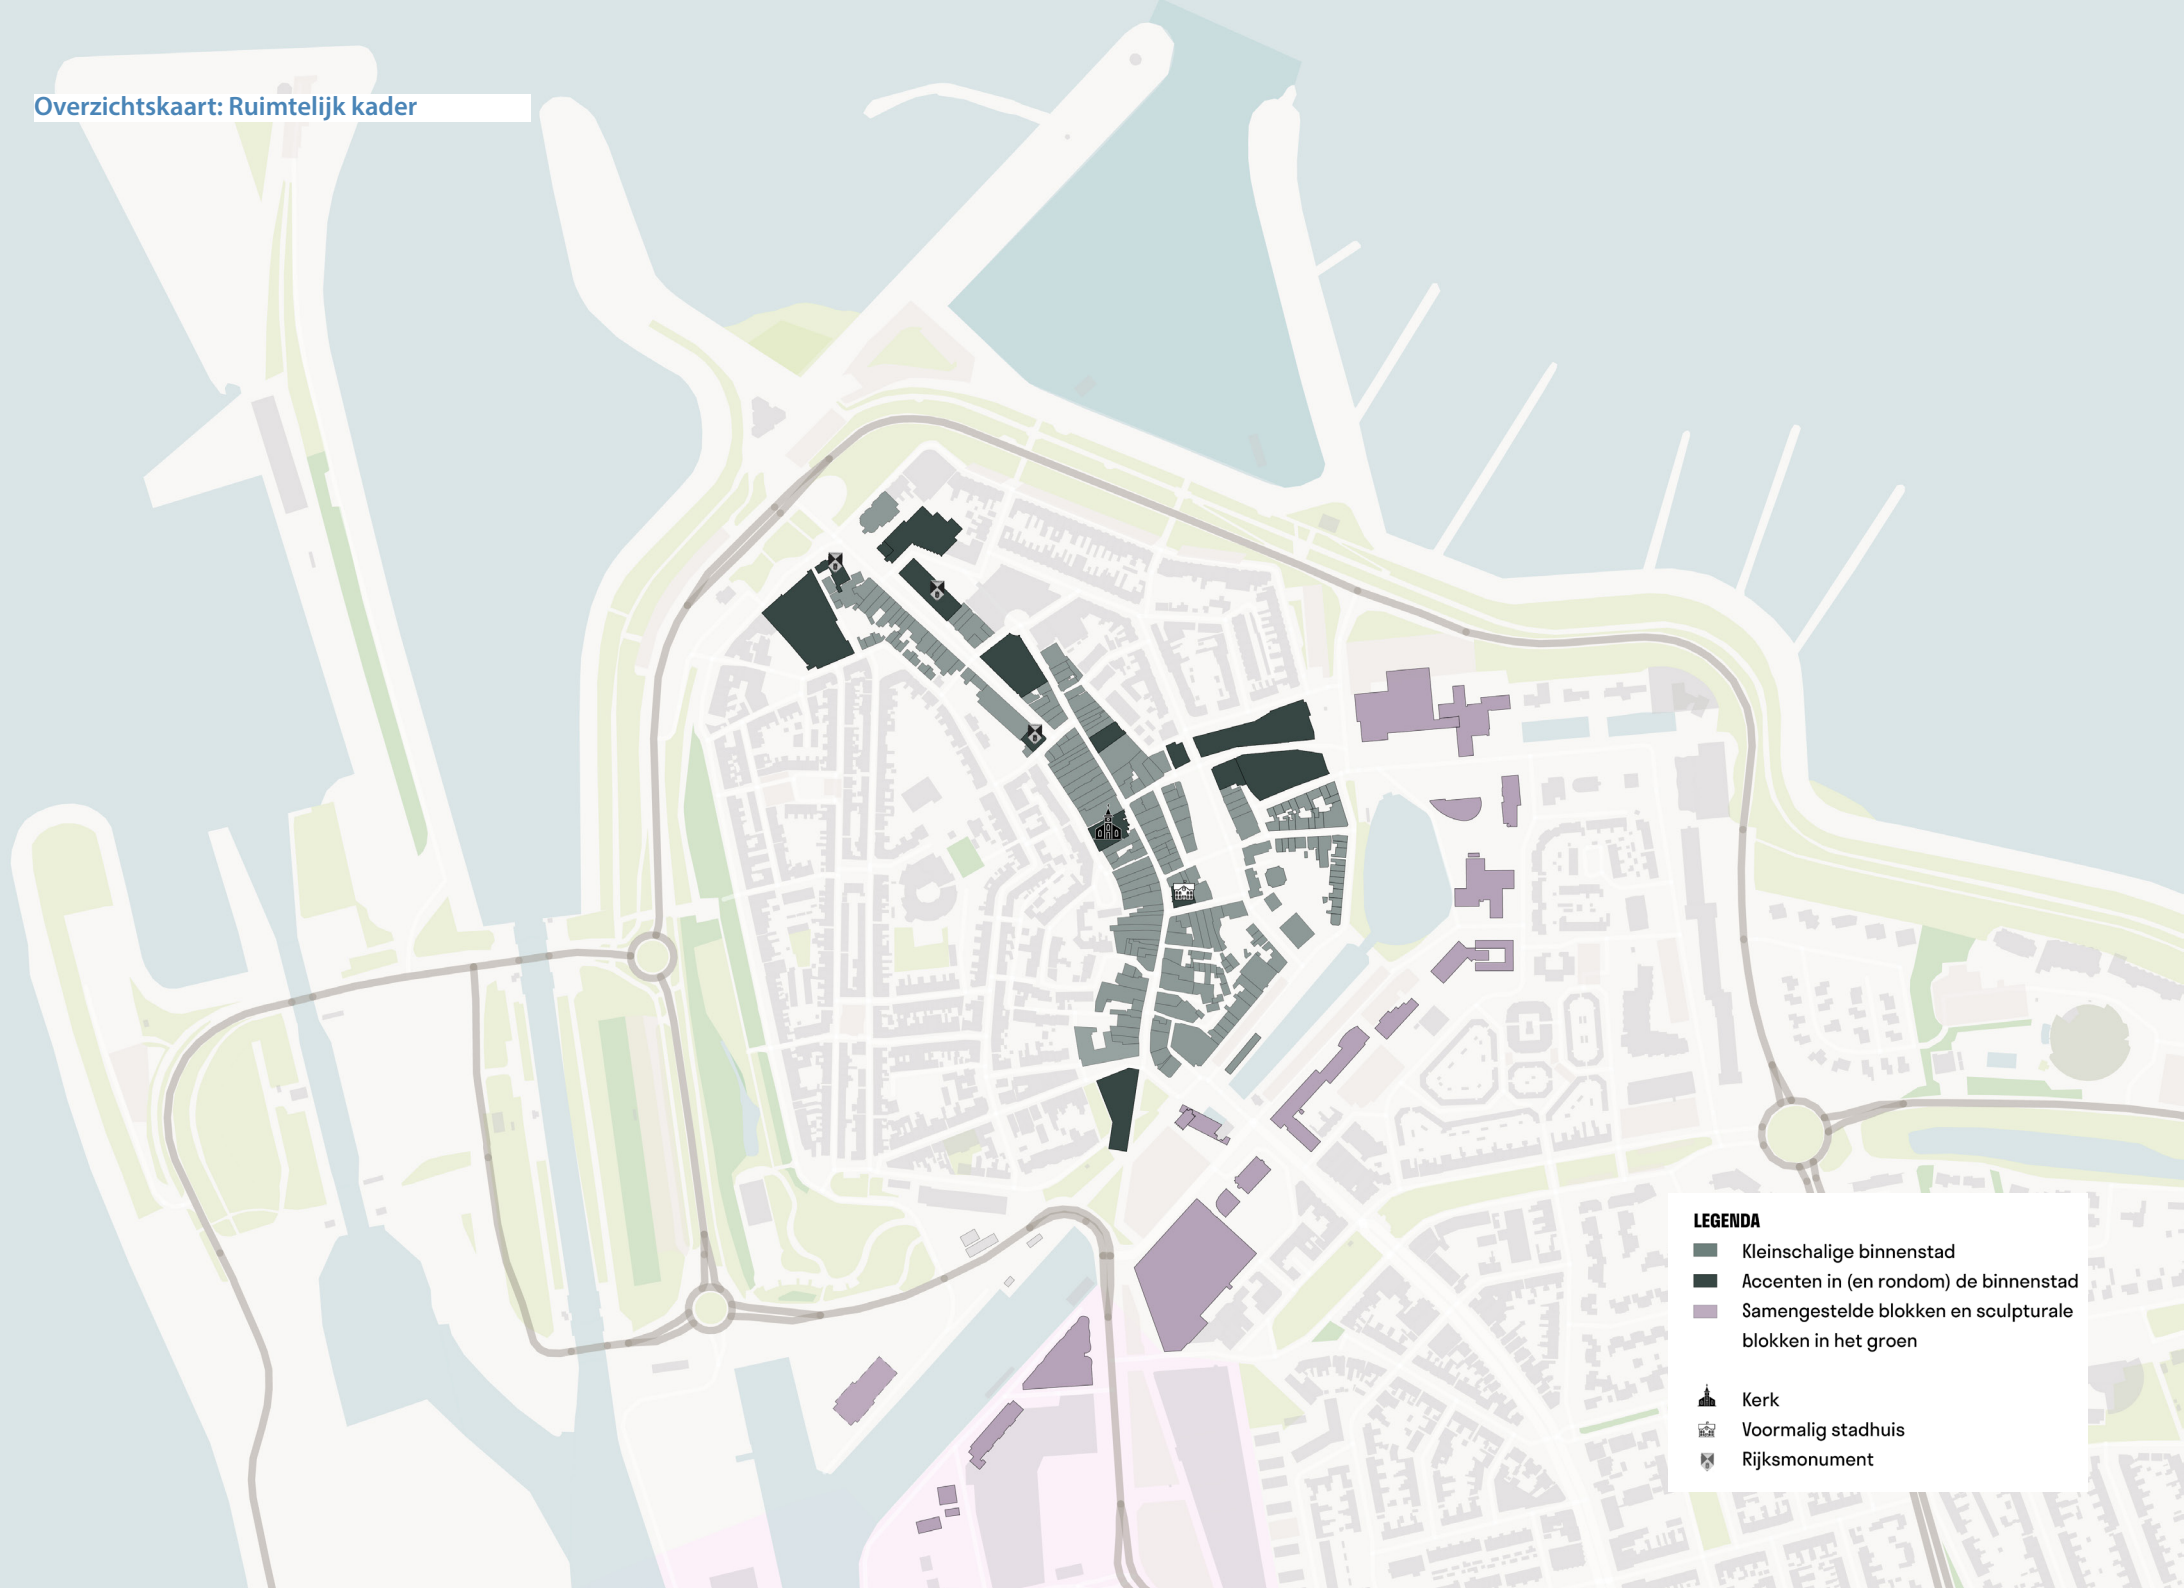 Overzichtskaart: Ruimtelijk kader
LEGENDA
Kleinschalige binnenstad
Accenten in (en rondom) de binnenstad
Samengestelde blokken en sculpturale
blokken in het groen
Kerk
Voormalig stadhuis
Rijksmonument